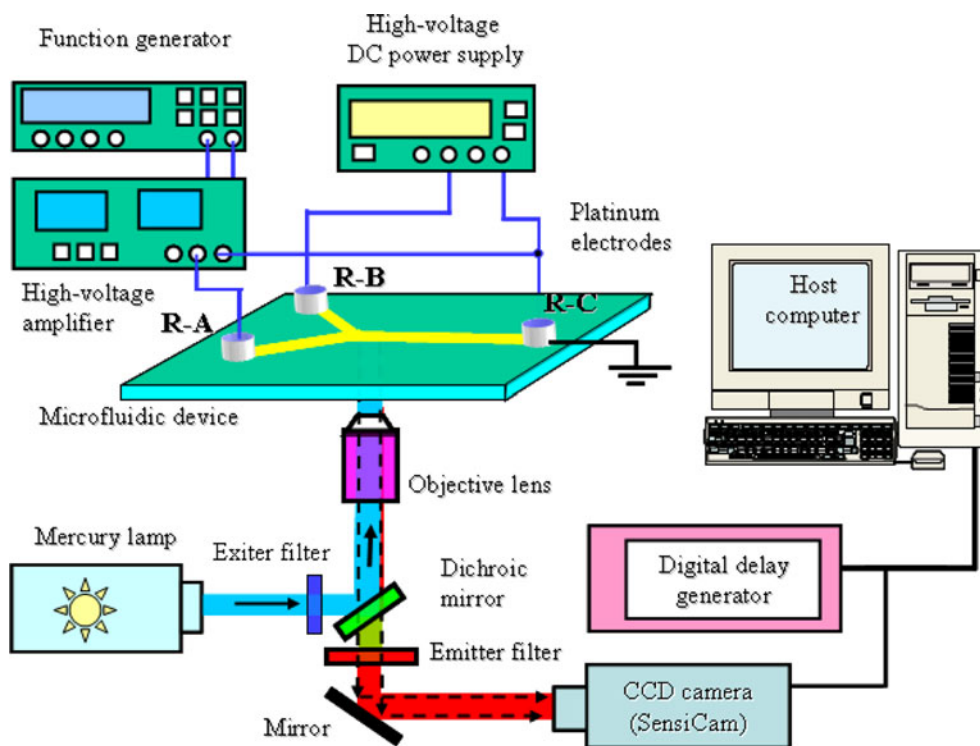 Function generator
High-voltage
DC power supply
Platinum
electrodes
High-voltage
amplifier
R-A
R-B
R-C
Host
computer
Microfluidic device
Objective lens
Mercury lamp
Exiter filter
Dichroic
mirror
Digital delay
generator
Emitter filter
CCD camera
(SensiCam)
Mirror